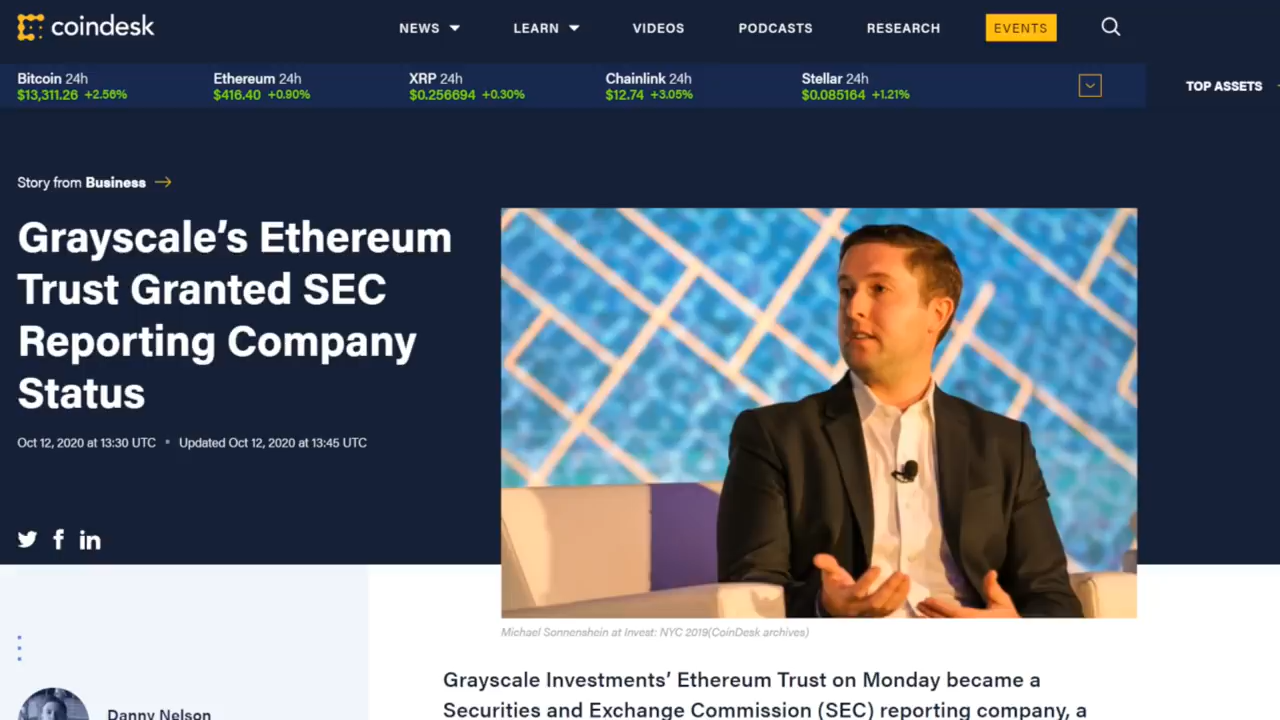 coindesk
NEWS LEARN VIDEOS PODCASTS RESEARCH EVENTS
Bitcoin 24h Ethereum 24h XRP 24h Chainlink 24h Stellar 24h
$13,311.26 +2.56% $416.40 +0.90% $0.256694 +0.30% $12.74 +3.05% $0.085164 +1.21%
TOP ASSETS
Story from Business
Grayscale's Ethereum
Trust Granted SEC
Reporting Company
Status
Oct 12, 2020 at 13:30 UTC • Updated Oct 12, 2020 at 13:45 UTC
Michael Sonnenshein at Invest: NYC 2019(CoinDesk archives)
Grayscale Investments' Ethereum Trust on Monday became a
Securities and Exchange Commission (SEC) reporting company, a
Danny Nelson